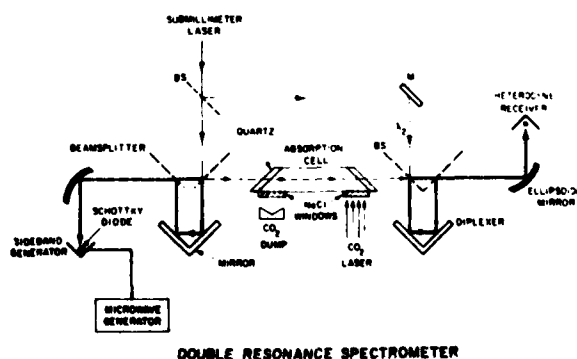 SUBMILLIMETER
LASER
BS
M
HETERODYNE
RECEIVER
QUARTZ
BEAMSPLITTER
ABSORPTION
CELL
λ2
BS
ELLIPSOID
MIRROR
SCHOTTKY
DIODE
NaCl
WINDOWS
DIPLEXER
CO2
DUMP
CO2
LASER
SIDEBAND
GENERATOR
MIRROR
MICROWAVE
GENERATOR
DOUBLE RESONANCE SPECTROMETER